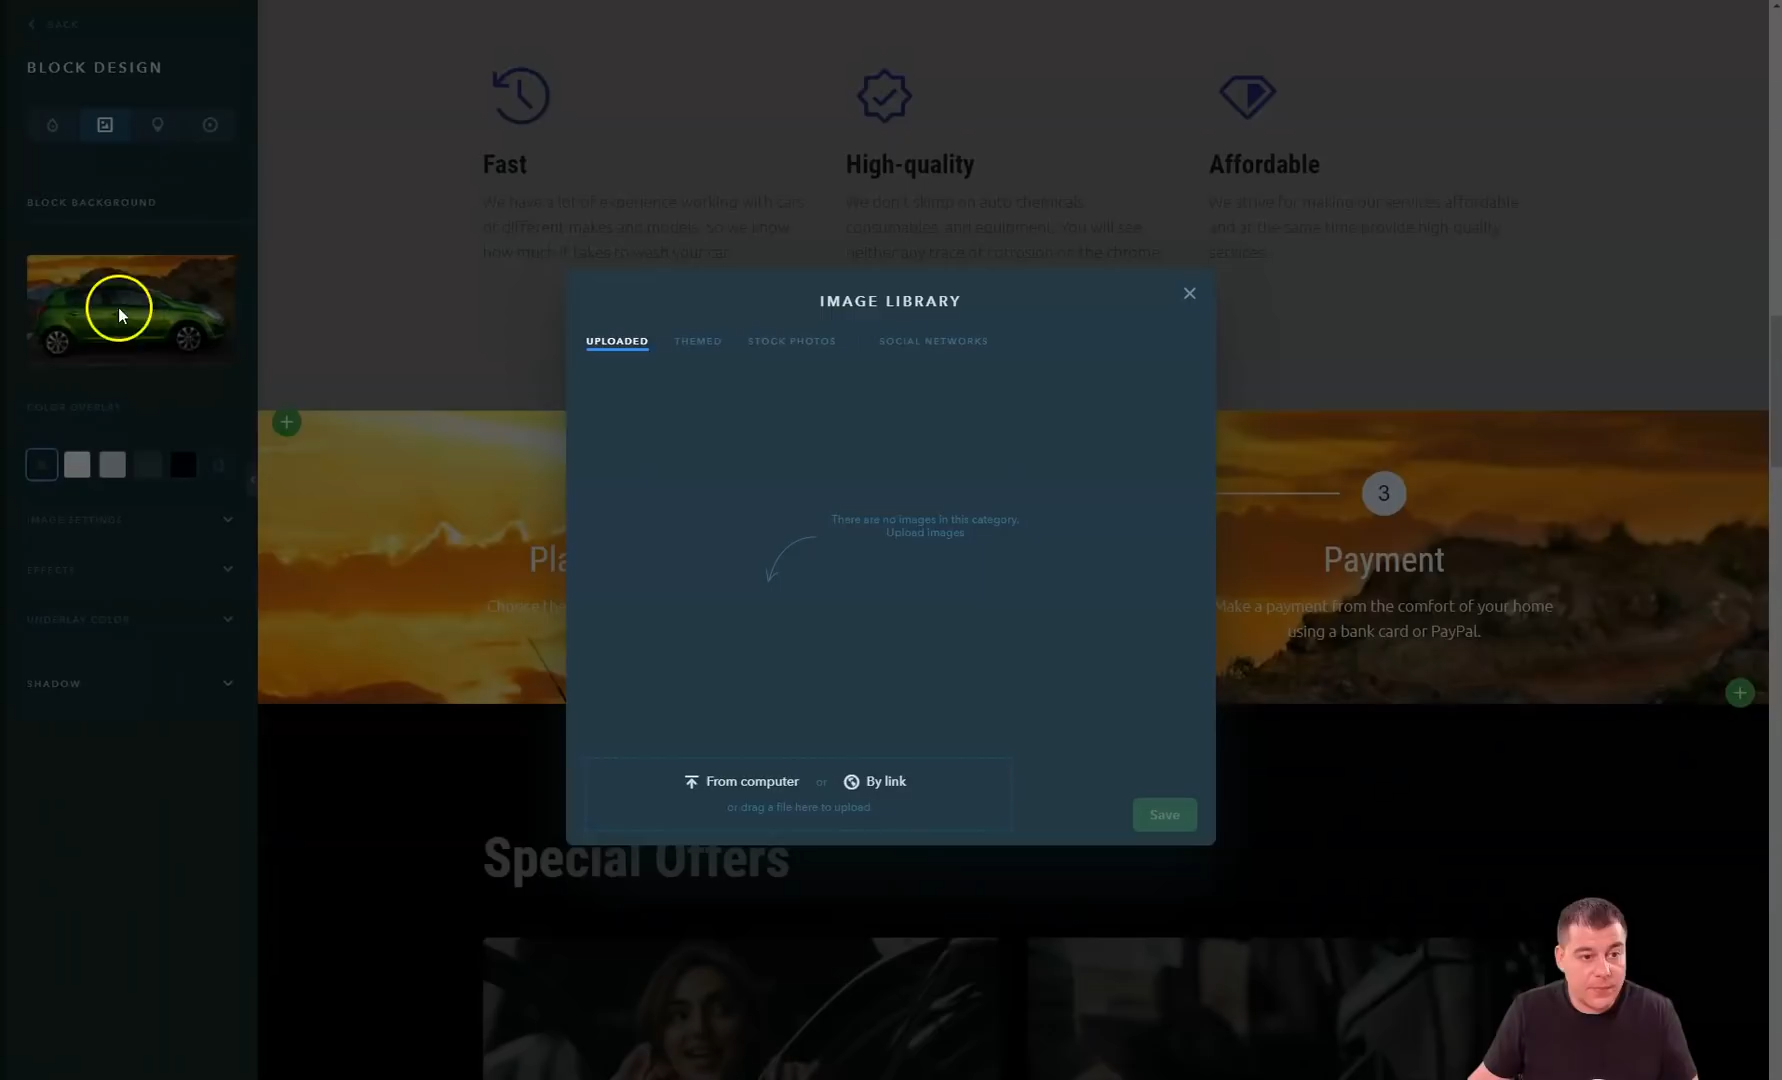 BACK
BLOCK DESIGN
BLOCK BACKGROUND
COLOR OVERLAY
IMAGE SETTINGS
EFFECTS
UNDERLAY COLOR
SHADOW
Fast
We have a lot of experience working with cars
of different makes and models, so we know
how much it takes to wash your car.
High-quality
We don't skimp on auto chemicals,
consumables, and equipment. You will see
neither any trace of corrosion on the chrome
Affordable
We strive for making our services affordable
and at the same time provide high-quality
services.
IMAGE LIBRARY
UPLOADED THEMED STOCK PHOTOS SOCIAL NETWORKS
There are no images in this category.
Upload images
From computer or By link
or drag a file here to upload
Save
Pla
Choose the
3
Payment
Make a payment from the comfort of your home
using a bank card or PayPal.
Special Offers